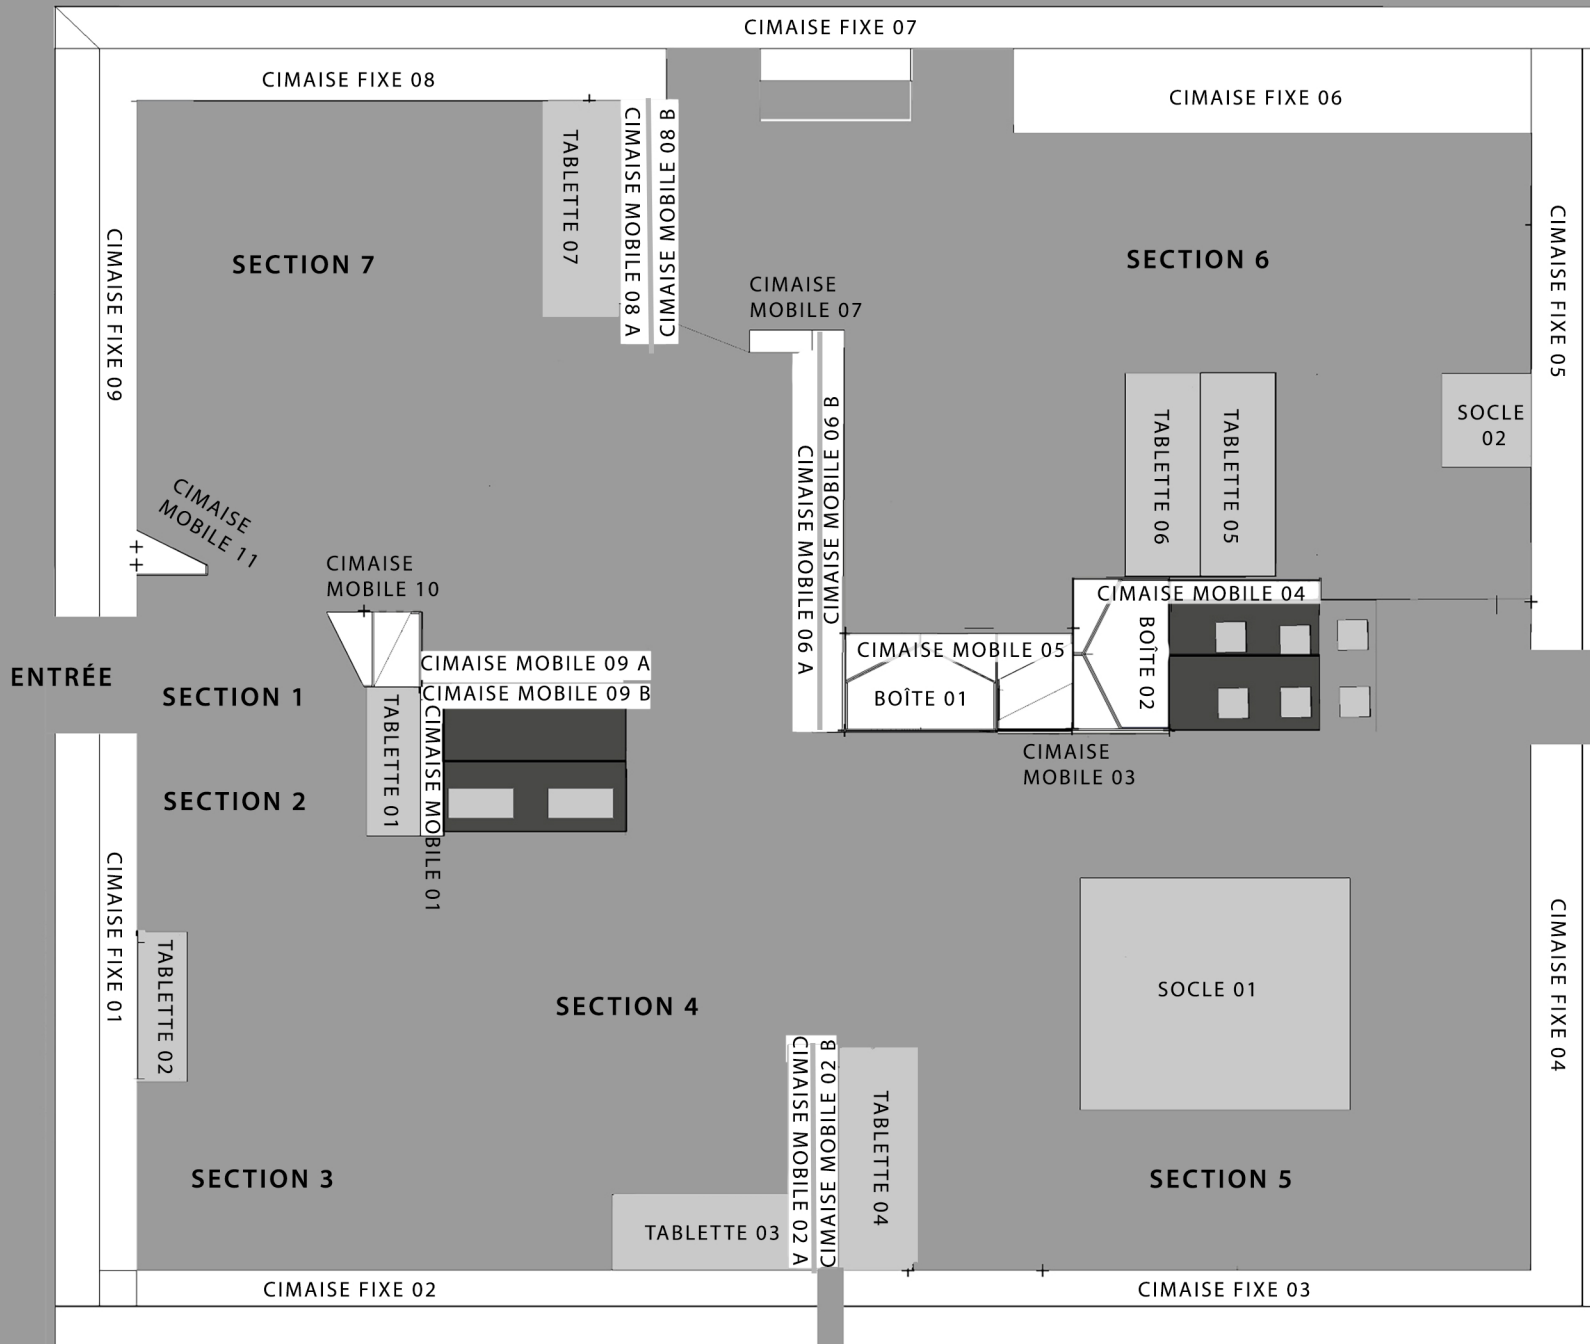 CIMAISE FIXE 07
CIMAISE FIXE 08
CIMAISE FIXE 06
TABLETTE 07
CIMAISE MOBILE 08 A
CIMAISE MOBILE 08 B
CIMAISE FIXE 09
SECTION 7
SECTION 6
CIMAISE FIXE 05
CIMAISE
MOBILE 07
CIMAISE MOBILE 06 A
CIMAISE MOBILE 06 B
TABLETTE 06
TABLETTE 05
SOCLE
02
CIMAISE
MOBILE 11
CIMAISE
MOBILE 10
CIMAISE MOBILE 04
CIMAISE MOBILE 05
BOÎTE 01
BOÎTE 02
CIMAISE
MOBILE 03
ENTRÉE
SECTION 1
CIMAISE MOBILE 09 A
CIMAISE MOBILE 09 B
TABLETTE 01
CIMAISE MOBILE 01
SECTION 2
CIMAISE FIXE 01
TABLETTE 02
SECTION 4
SOCLE 01
CIMAISE FIXE 04
CIMAISE MOBILE 02 A
CIMAISE MOBILE 02 B
TABLETTE 04
SECTION 3
SECTION 5
TABLETTE 03
CIMAISE FIXE 02
CIMAISE FIXE 03